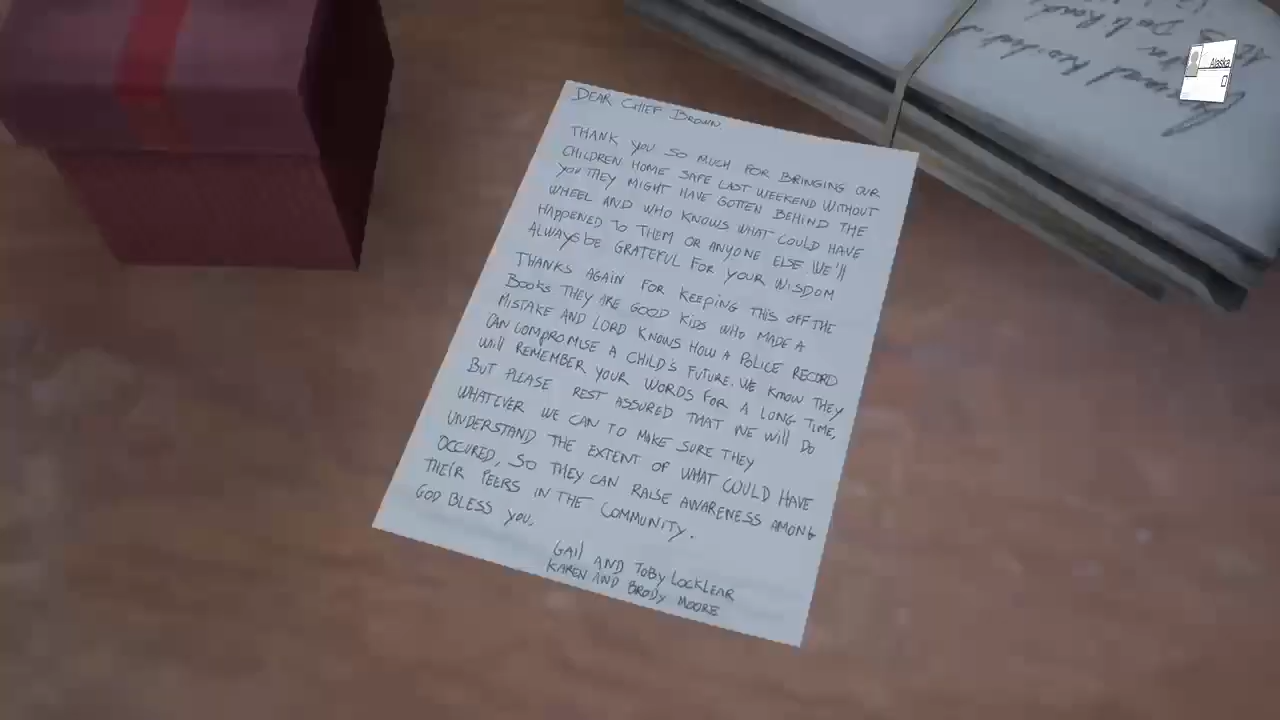 DEAR CHIEF BROWN.
THANK YOU SO MUCH FOR BRINGING OUR
CHILDREN HOME SAFE LAST WEEKEND WITHOUT
YOU THEY MIGHT HAVE GOTTEN BEHIND THE
WHEEL AND WHO KNOWS WHAT COULD HAVE
HAPPENED TO THEM OR ANYONE ELSE. WE'll
ALWAYS be GRATEFUL FOR YOUR WISDOM
THANKS AGAIN FOR KEEPING THIS OFF THE
BOOKS THEY ARE GOOD KIDS WHO MADE A
MISTAKE AND LORD KNOWS HOW A POLICE RECORD
CAN COMPROMISE A CHILD'S FUTURE. WE KNOW THEY
Will REMEMBER YOUR WORDS FOR A LONG TIME,
BUT PLEASE REST ASSURED THAT WE Will DO
WHATEVER WE CAN TO MAKE SURE THEY
UNDERSTAND THE EXTENT OF WHAT COULD HAVE
OCCURED, SO THEY CAN RAISE AWARENESS AMONG
THEIR PEERS IN THE COMMUNITY.
GOD BLESS YOU,
GAIl AND TOBY LOCKLEAR
KAREN AND BRODY MOORE
Alaska